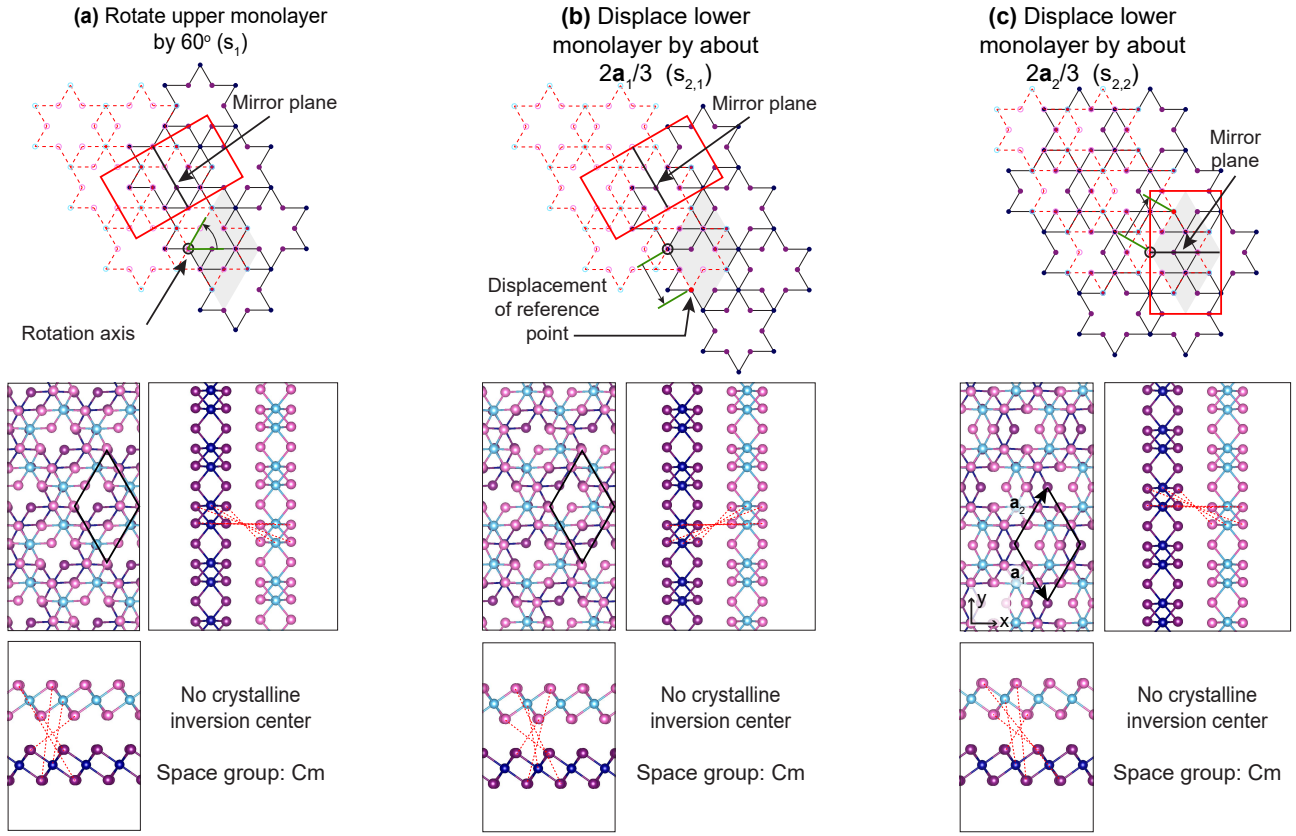 (a) Rotate upper monolayer
by 60° (s1)
Mirror plane
Rotation axis
(b) Displace lower
monolayer by about
2a1/3 (s2,1)
Mirror plane
Displacement
of reference
point
(c) Displace lower
monolayer by about
2a2/3 (s2,2)
Mirror
plane
a2
a1
y
x
No crystalline
inversion center
Space group: Cm
No crystalline
inversion center
Space group: Cm
No crystalline
inversion center
Space group: Cm